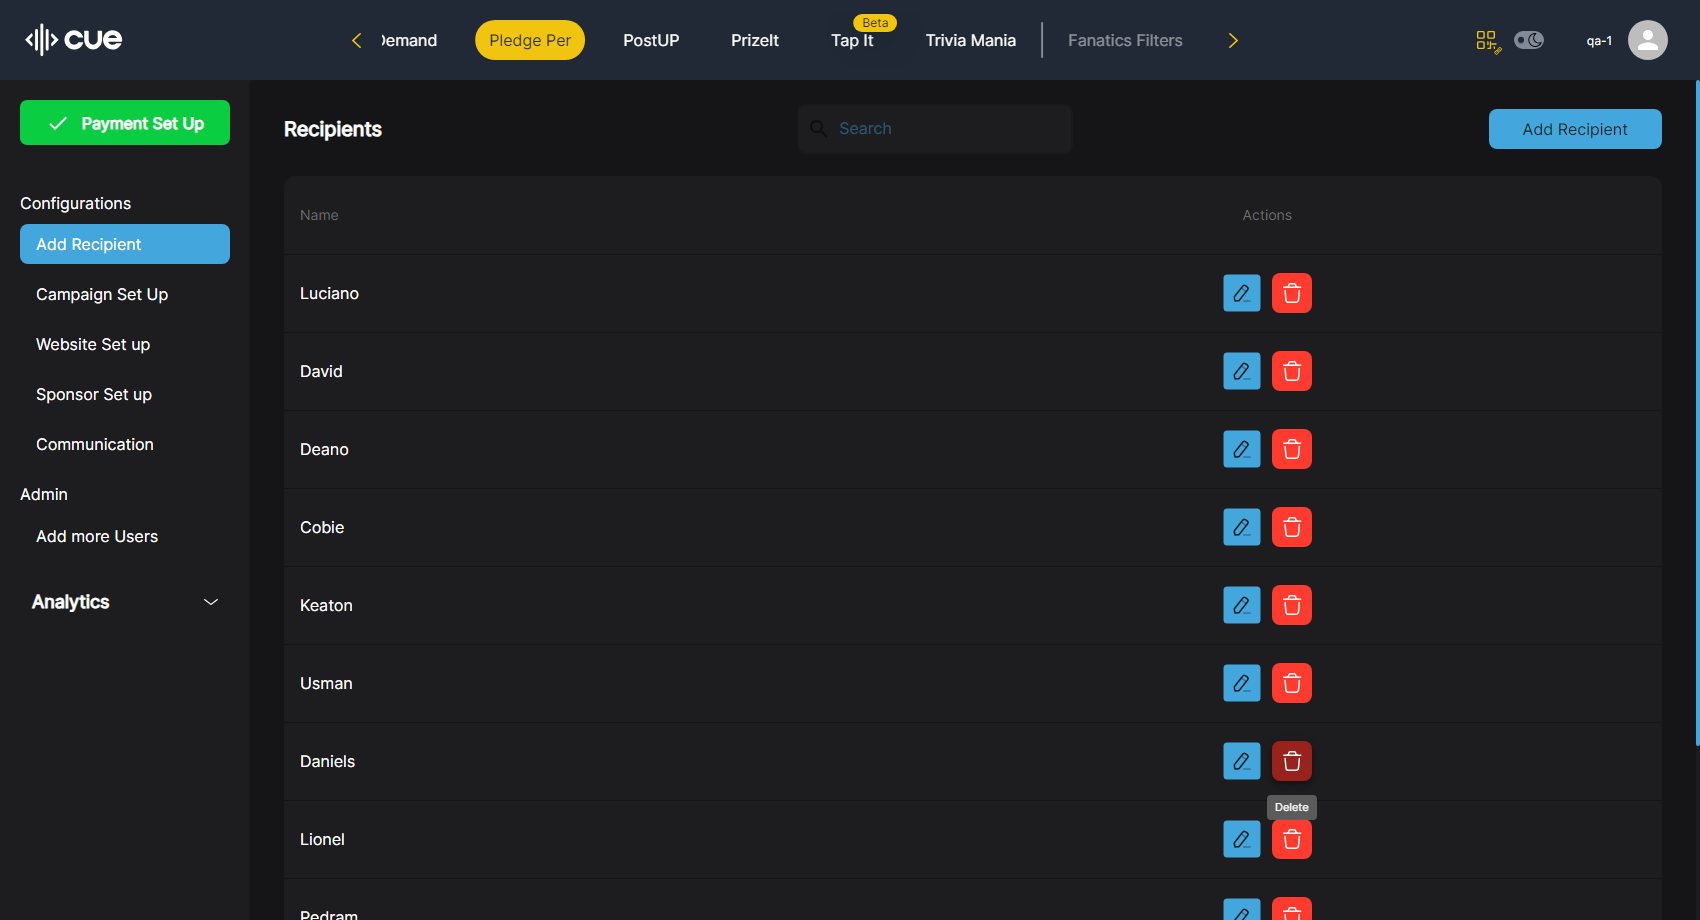 cue
Demand
Pledge Per
PostUP
PrizeIt
Beta
Tap It
Trivia Mania
Fanatics Filters
qa-1
Payment Set Up
Configurations
Add Recipient
Campaign Set Up
Website Set up
Sponsor Set up
Communication
Admin
Add more Users
Analytics
Recipients
Search
Add Recipient
Name
Actions
Luciano
David
Deano
Cobie
Keaton
Usman
Daniels
Delete
Lionel
Pedram